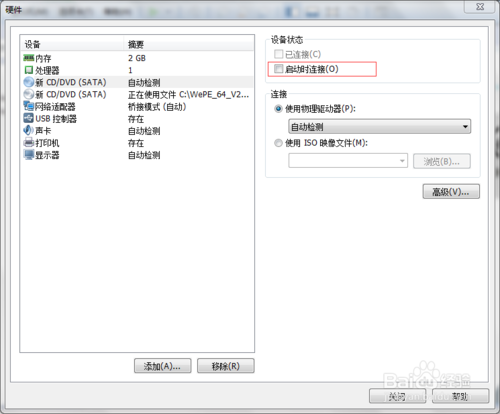 硬件
设备 摘要
内存 2 GB
处理器 1
新 CD/DVD (SATA) 自动检测
新 CD/DVD (SATA) 正在使用文件 C:\WePE_64_V2...
网络适配器 桥接模式 (自动)
USB 控制器 存在
声卡 自动检测
打印机 存在
显示器 自动检测
添加(A)... 移除(R)
设备状态
已连接(C)
启动时连接(O)
连接
使用物理驱动器(P):
自动检测
使用 ISO 映像文件(M):
浏览(B)...
高级(V)...
Baidu经验
关闭 帮助